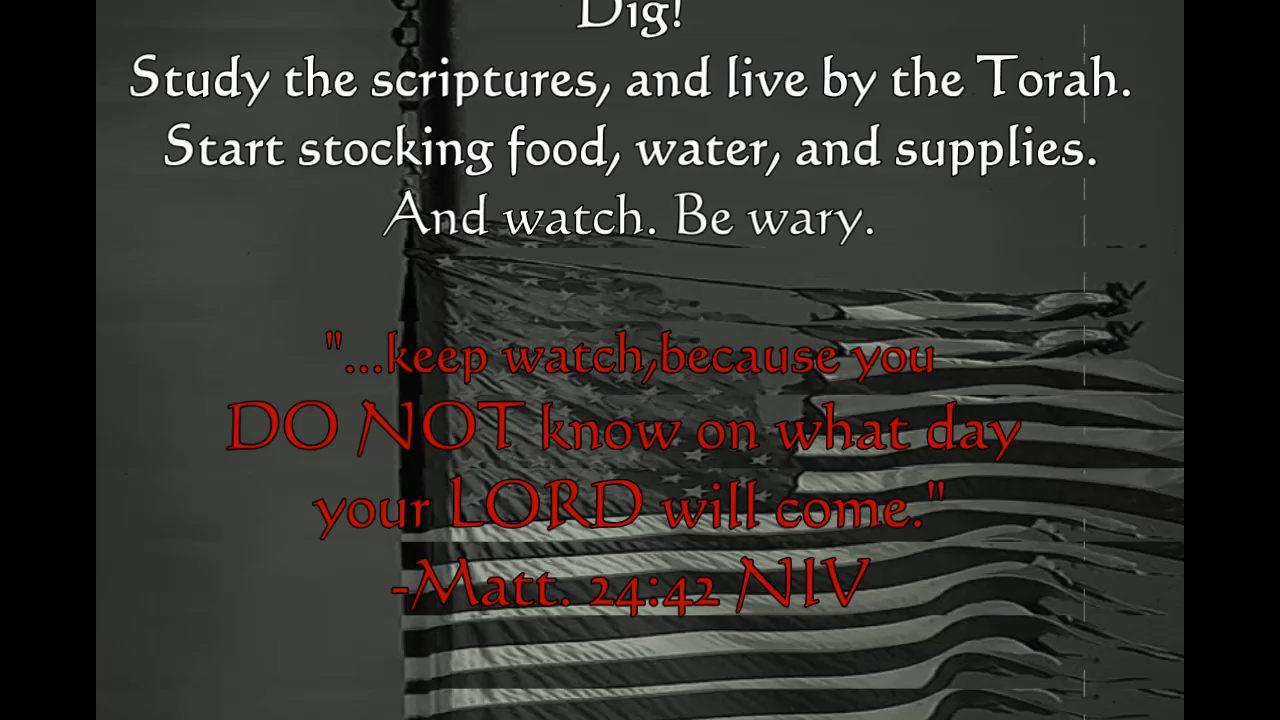 Dig!
Study the scriptures, and live by the Torah.
Start stocking food, water, and supplies.
And watch. Be wary.
"...keep watch,because you
DO NOT know on what day
your LORD will come."
-Matt. 24:42 NIV